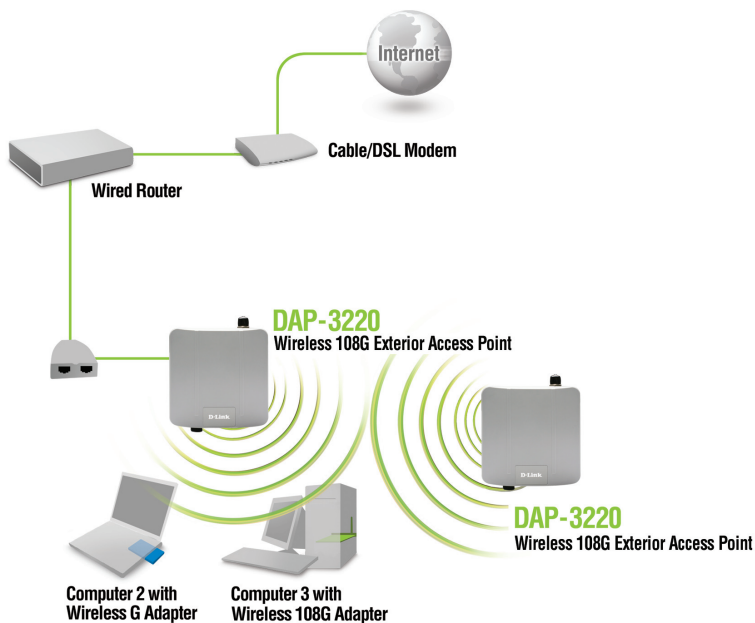 Internet
Cable/DSL Modem
Wired Router
DAP-3220
Wireless 108G Exterior Access Point
D-Link
D-Link
DAP-3220
Wireless 108G Exterior Access Point
Computer 2 with
Wireless G Adapter
Computer 3 with
Wireless 108G Adapter